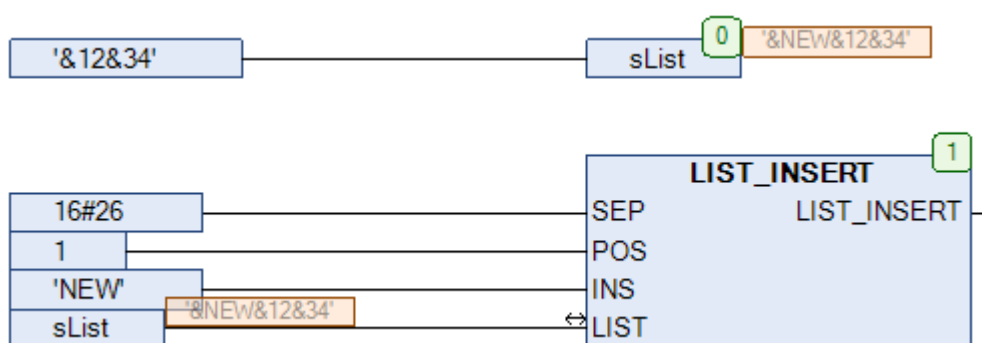 '&12&34' sList 0 '&NEW&12&34'
1
LIST_INSERT
16#26 SEP LIST_INSERT
1 POS
'NEW' INS
'&NEW&12&34'
sList LIST